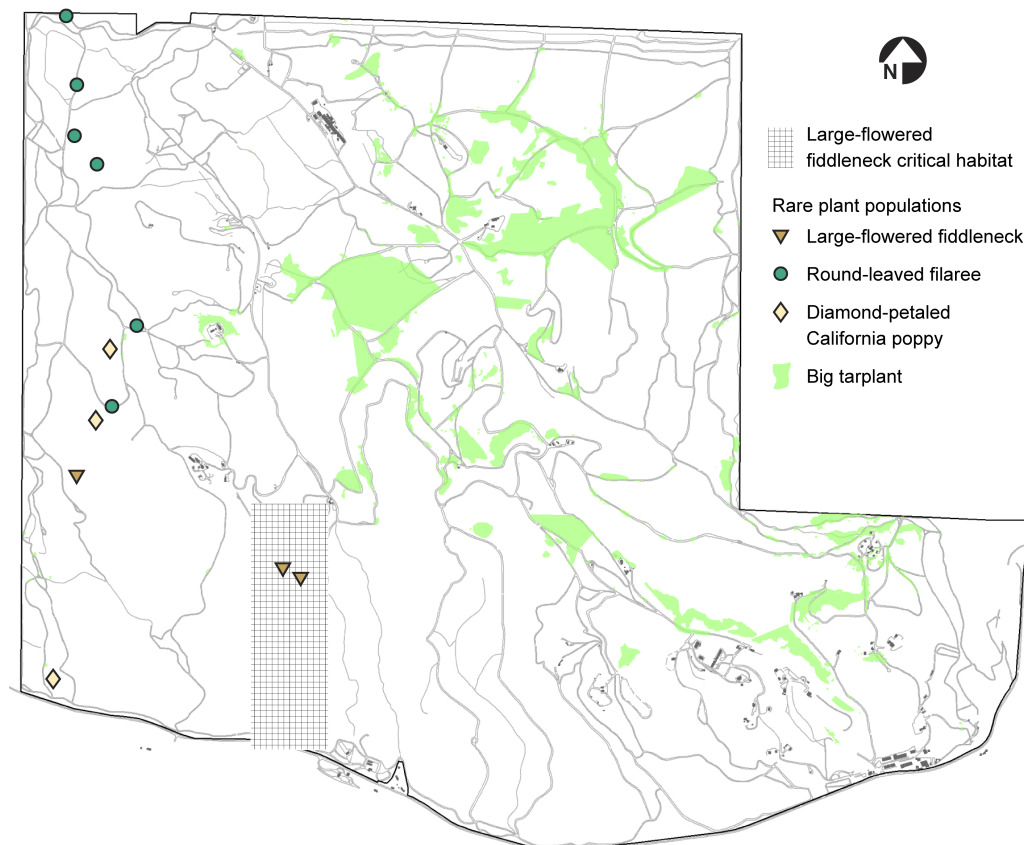 N
Large-flowered
fiddleneck critical habitat
Rare plant populations
Large-flowered fiddleneck
Round-leaved filaree
Diamond-petaled
California poppy
Big tarplant